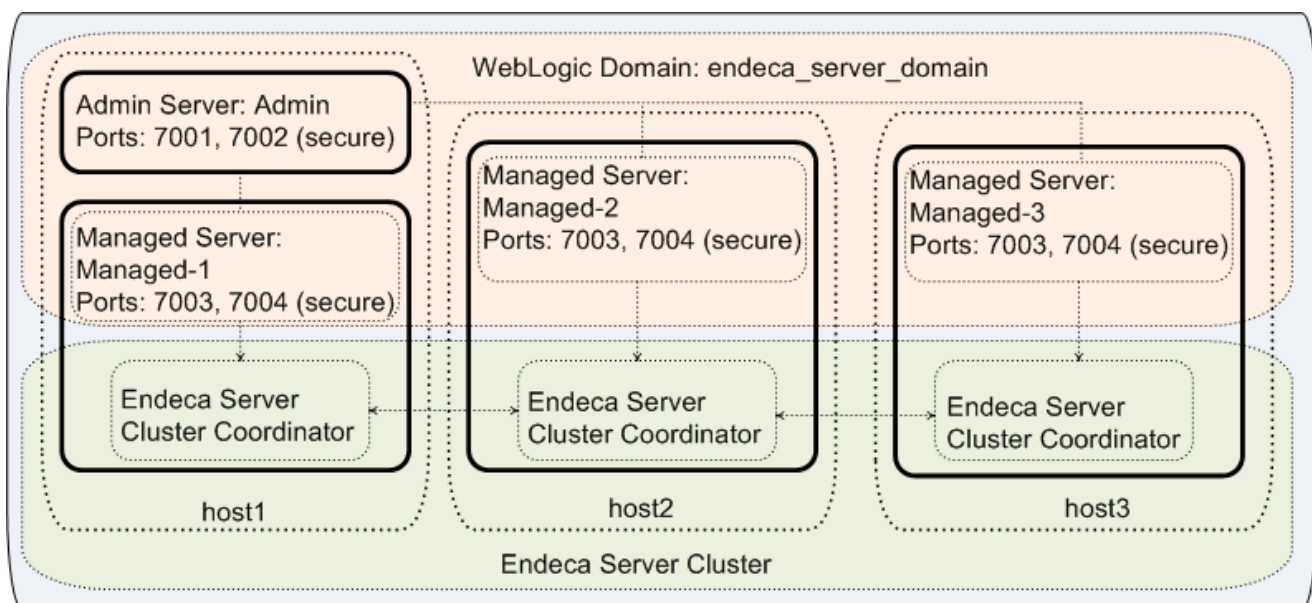 WebLogic Domain: endeca_server_domain
Admin Server: Admin
Ports: 7001, 7002 (secure)
Managed Server:
Managed-1
Ports: 7003, 7004 (secure)
Endeca Server
Cluster Coordinator
host1
Managed Server:
Managed-2
Ports: 7003, 7004 (secure)
Endeca Server
Cluster Coordinator
host2
Managed Server:
Managed-3
Ports: 7003, 7004 (secure)
Endeca Server
Cluster Coordinator
host3
Endeca Server Cluster